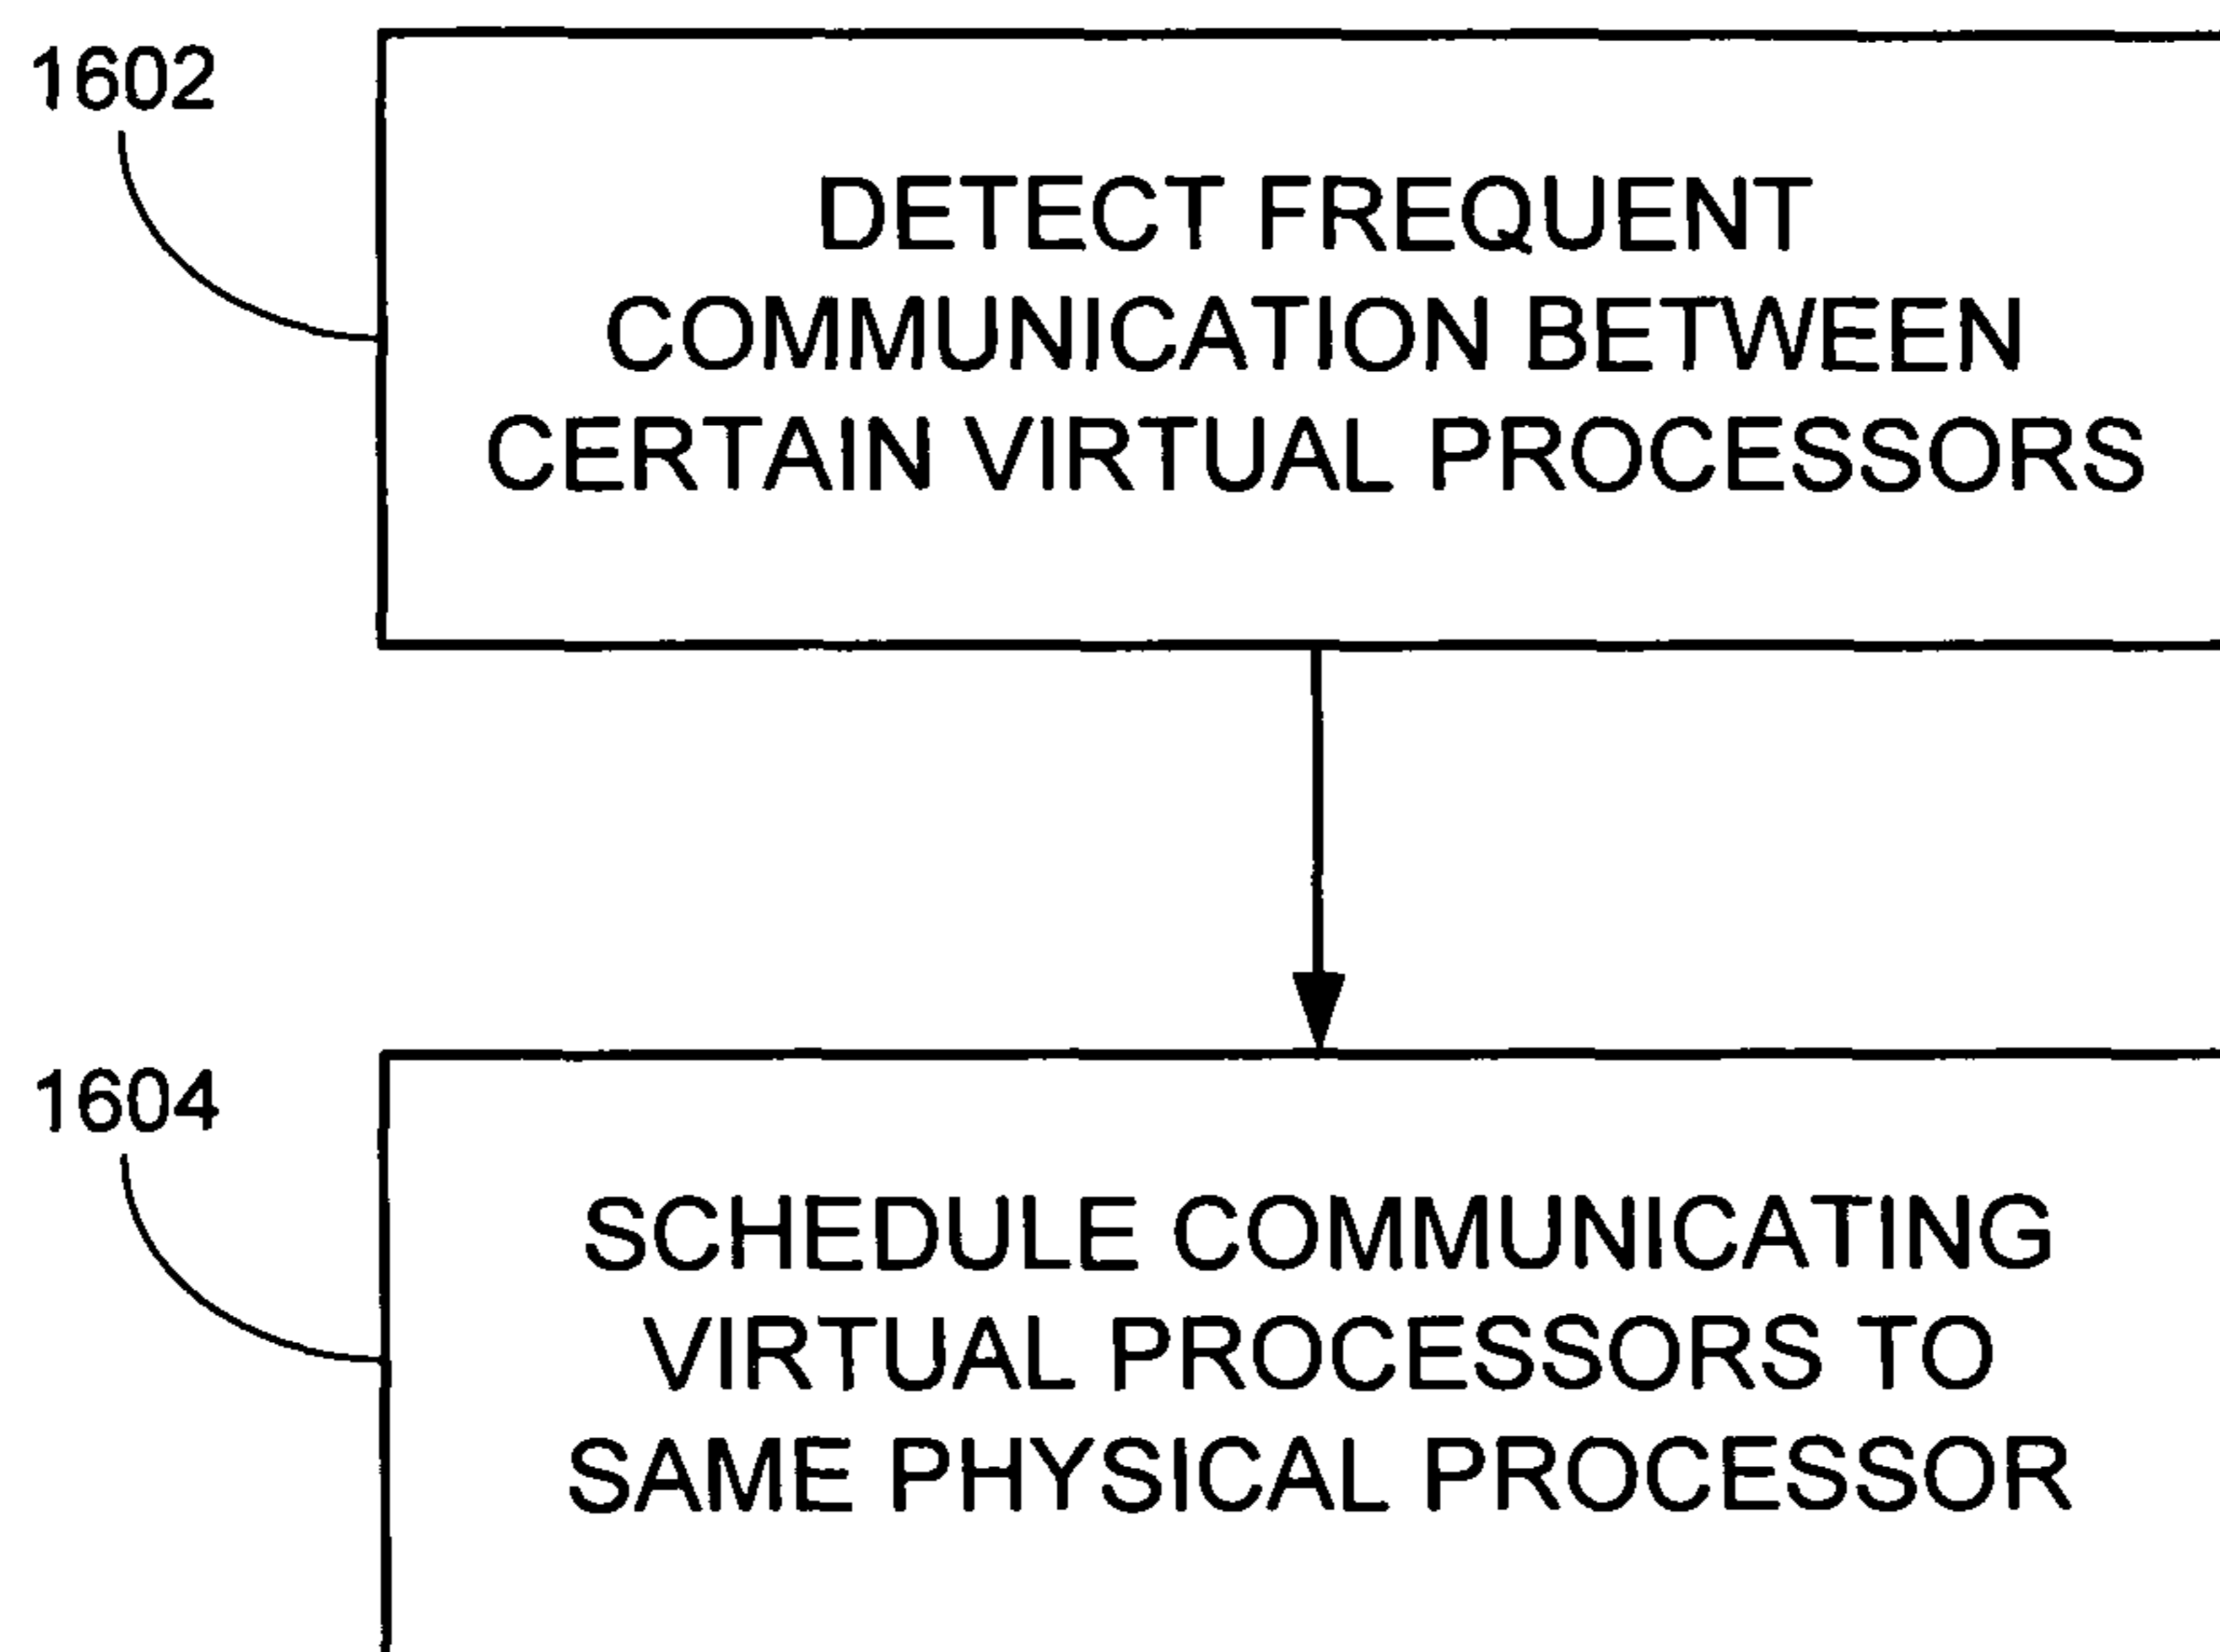 1602
DETECT FREQUENT
COMMUNICATION BETWEEN
CERTAIN VIRTUAL PROCESSORS
1604
SCHEDULE COMMUNICATING
VIRTUAL PROCESSORS TO
SAME PHYSICAL PROCESSOR